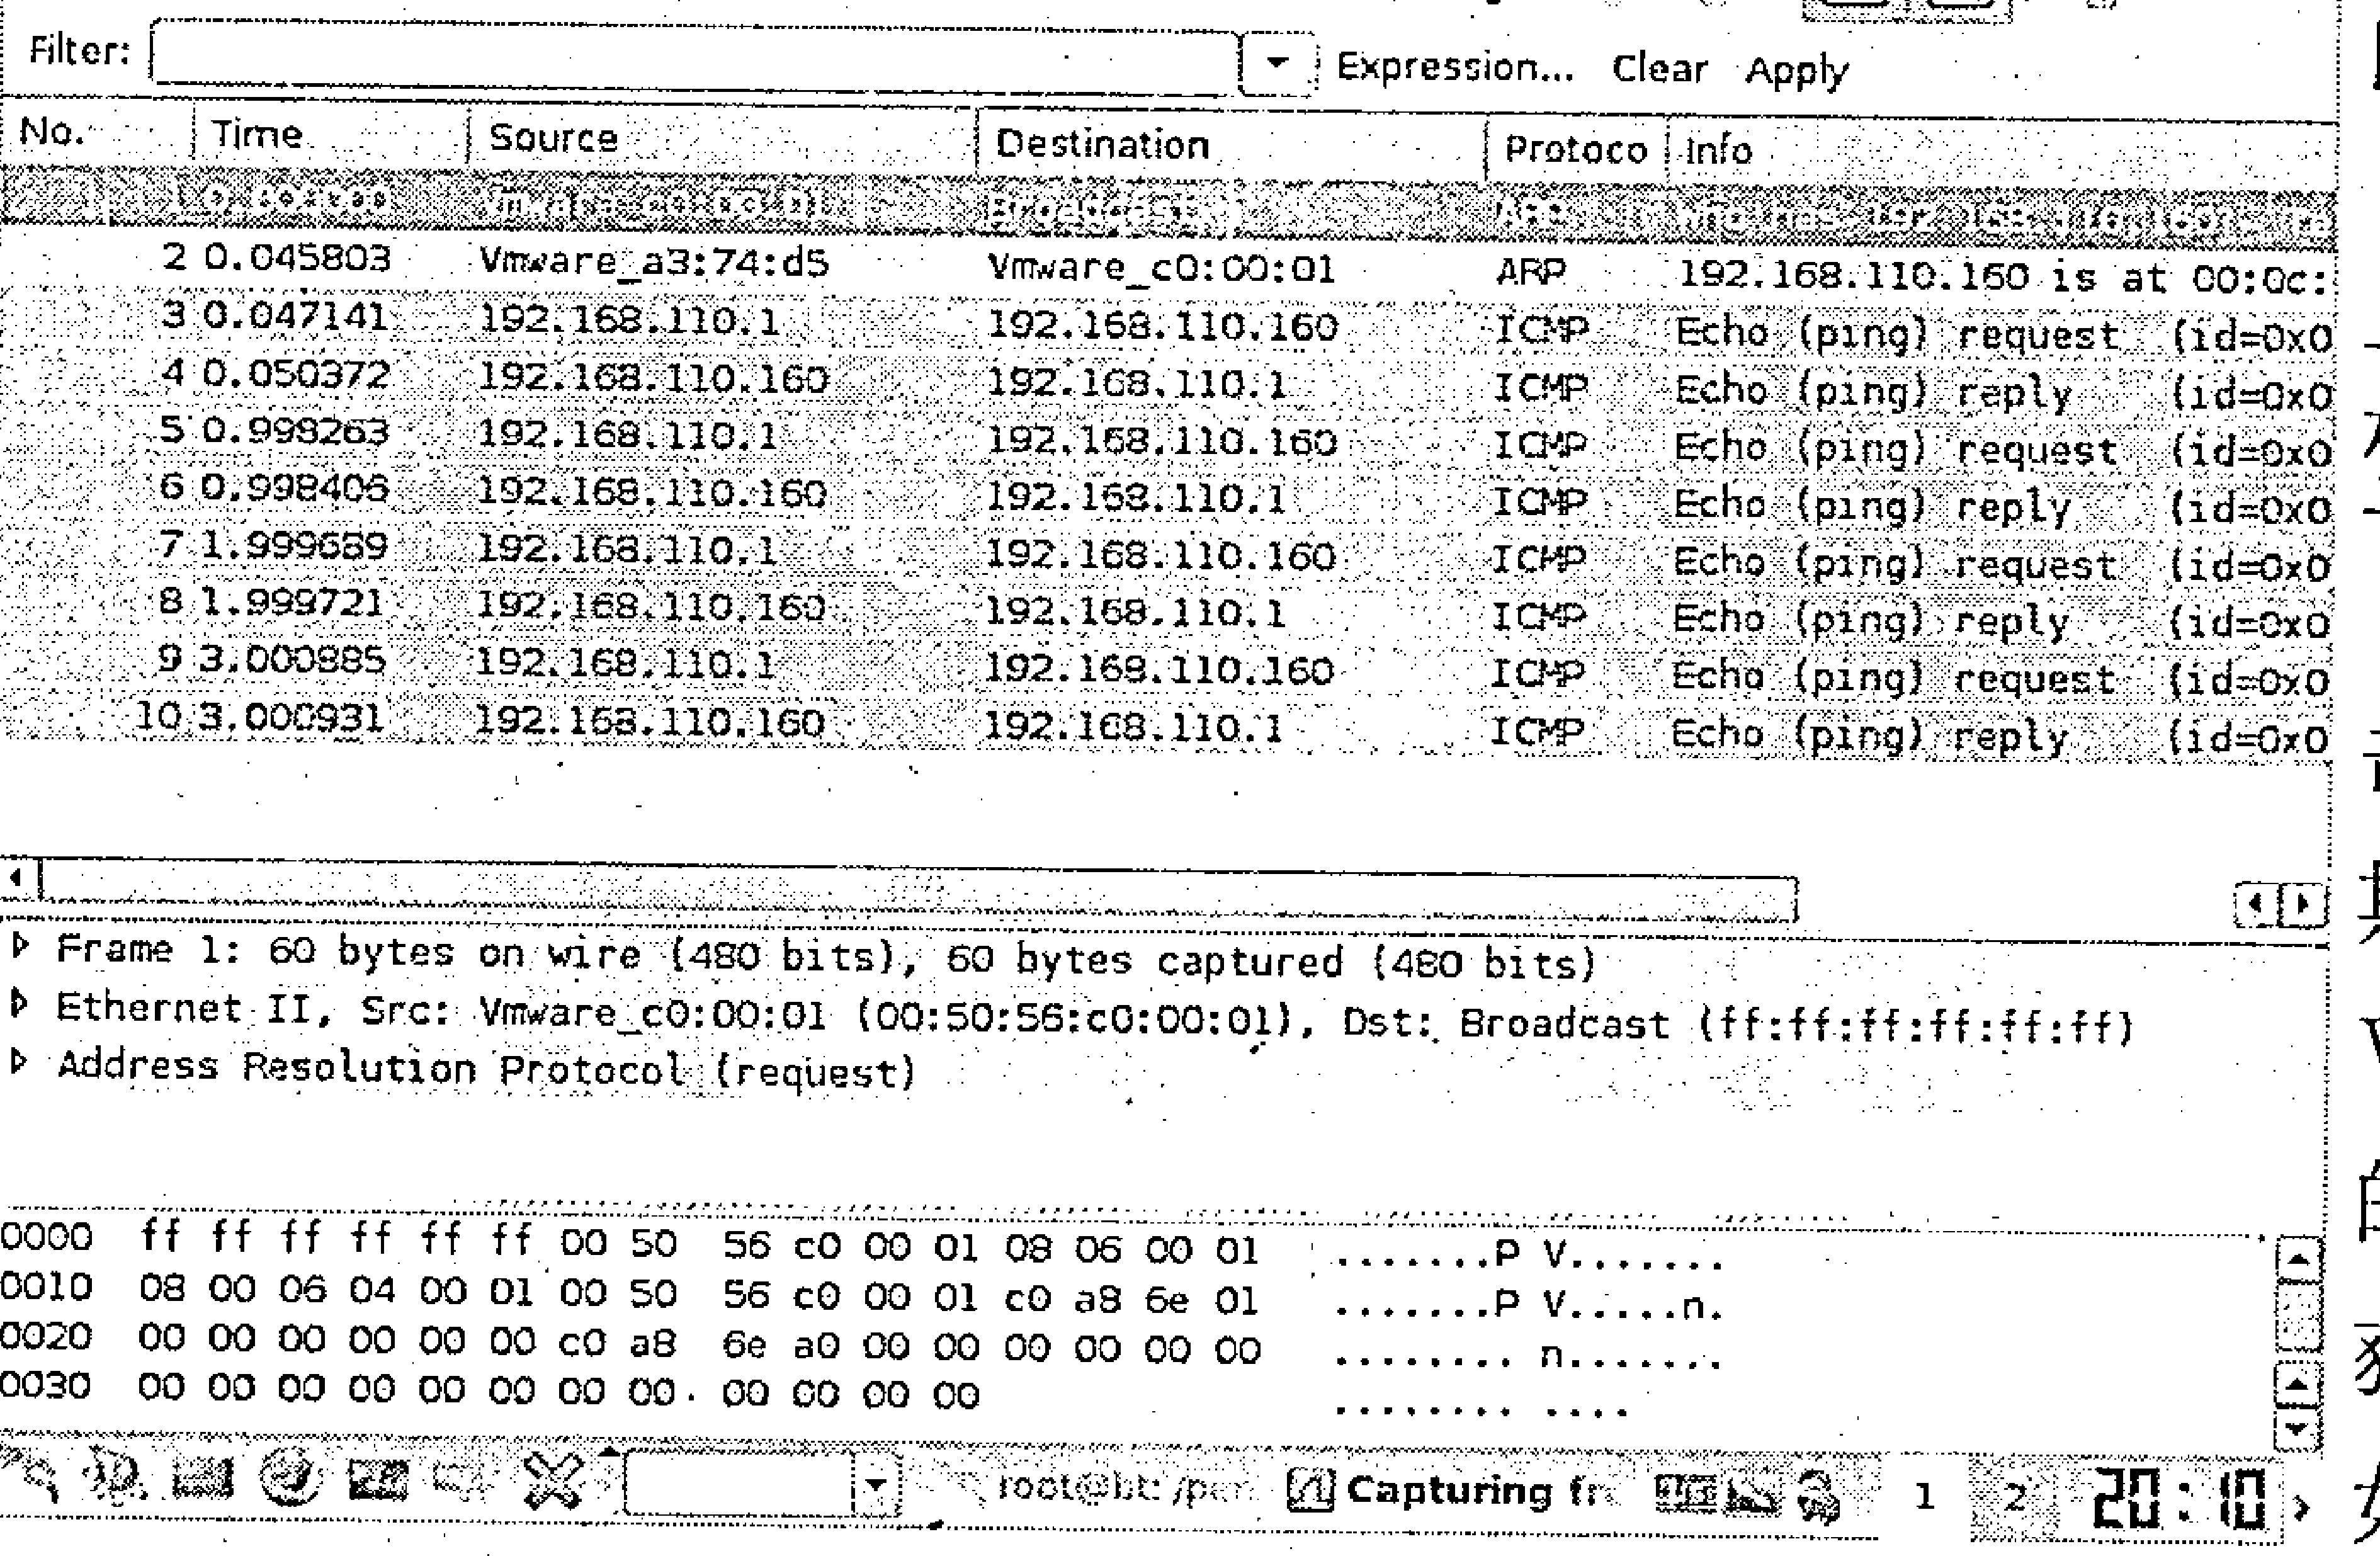 Filter: Expression... Clear Apply
No. Time Source Destination Protoco Info
Broadcast
2 0.045803 Vmware_a3:74:d5 Vmware_c0:00:01 ARP 192.168.110.160 is at 00:0c:
3 0.047141 192.168.110.1 192.168.110.160 ICMP Echo (ping) request (id=0x0
4 0.050372 192.168.110.160 192.168.110.1 ICMP Echo (ping) reply (id=0x0
5 0.998263 192.168.110.1 192.168.110.160 ICMP Echo (ping) request (id=0x0
6 0.998406 192.168.110.160 192.168.110.1 ICMP Echo (ping) reply (id=0x0
7 1.999689 192.168.110.1 192.168.110.160 ICMP Echo (ping) request (id=0x0
8 1.999721 192.168.110.160 192.168.110.1 ICMP Echo (ping) reply (id=0x0
9 3.000885 192.168.110.1 192.168.110.160 ICMP Echo (ping) request (id=0x0
10 3.000931 192.168.110.160 192.168.110.1 ICMP Echo (ping) reply (id=0x0
Frame 1: 60 bytes on wire (480 bits), 60 bytes captured (480 bits)
Ethernet II, Src: Vmware_c0:00:01 (00:50:56:c0:00:01), Dst: Broadcast (ff:ff:ff:ff:ff:ff)
Address Resolution Protocol (request)
0000 ff ff ff ff ff ff 00 50 56 c0 00 01 08 06 00 01 .......P V.......
0010 08 00 06 04 00 01 00 50 56 c0 00 01 c0 a8 6e 01 .......P V.....n.
0020 00 00 00 00 00 00 c0 a8 6e a0 00 00 00 00 00 00 ........ n.......
0030 00 00 00 00 00 00 00 00 00 00 00 00 ........ ....
root@bt: /pen Capturing fr 1 2 20:10